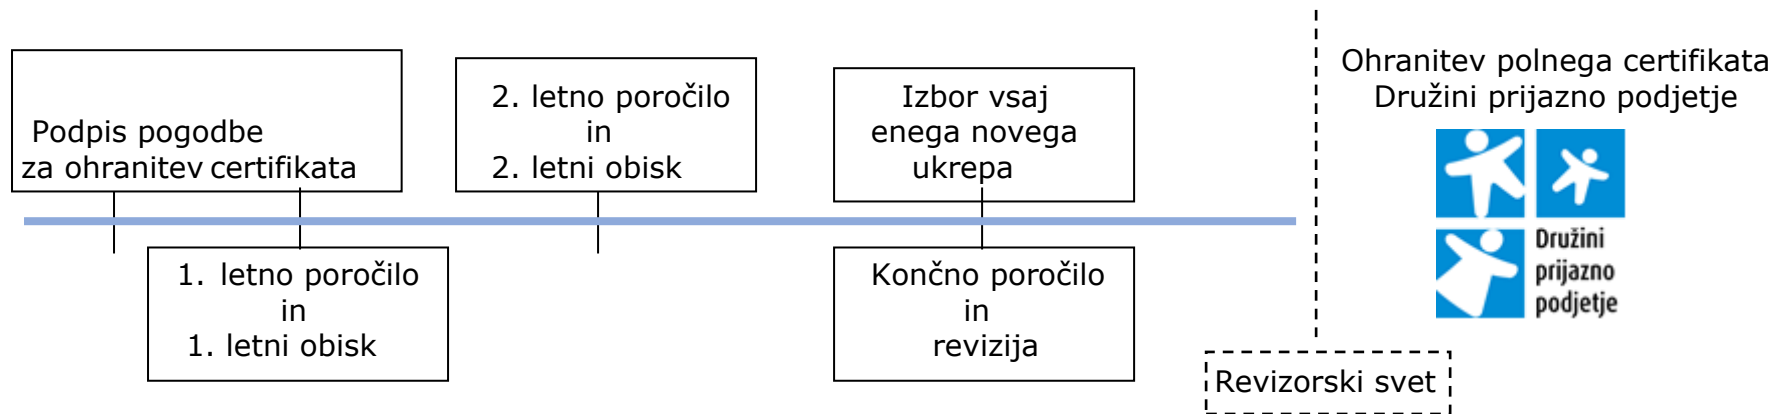 Podpis pogodbe
za ohranitev certifikata
1. letno poročilo
in
1. letni obisk
2. letno poročilo
in
2. letni obisk
Izbor vsaj
enega novega
ukrepa
Končno poročilo
in
revizija
Revizorski svet
Ohranitev polnega certifikata
Družini prijazno podjetje
Družini
prijazno
podjetje